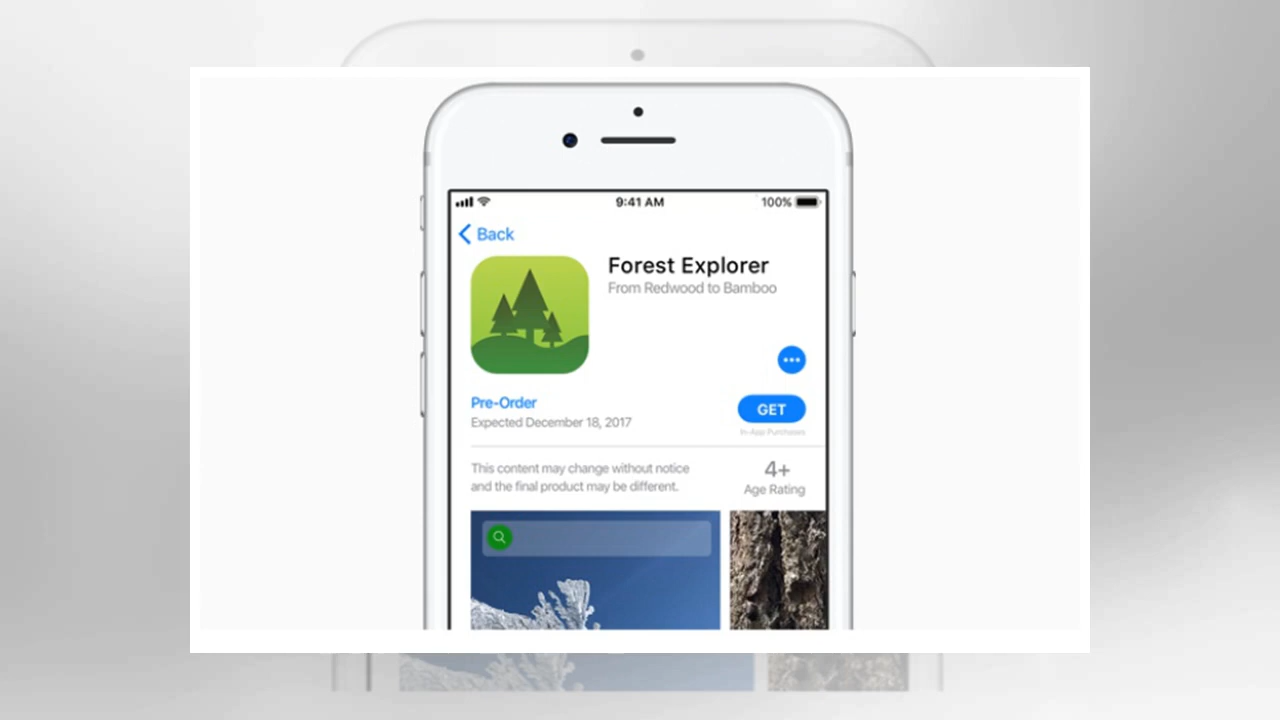 9:41 AM
100%
Back
Forest Explorer
From Redwood to Bamboo
Pre-Order
Expected December 18, 2017
GET
In-App Purchases
This content may change without notice
and the final product may be different.
4+
Age Rating